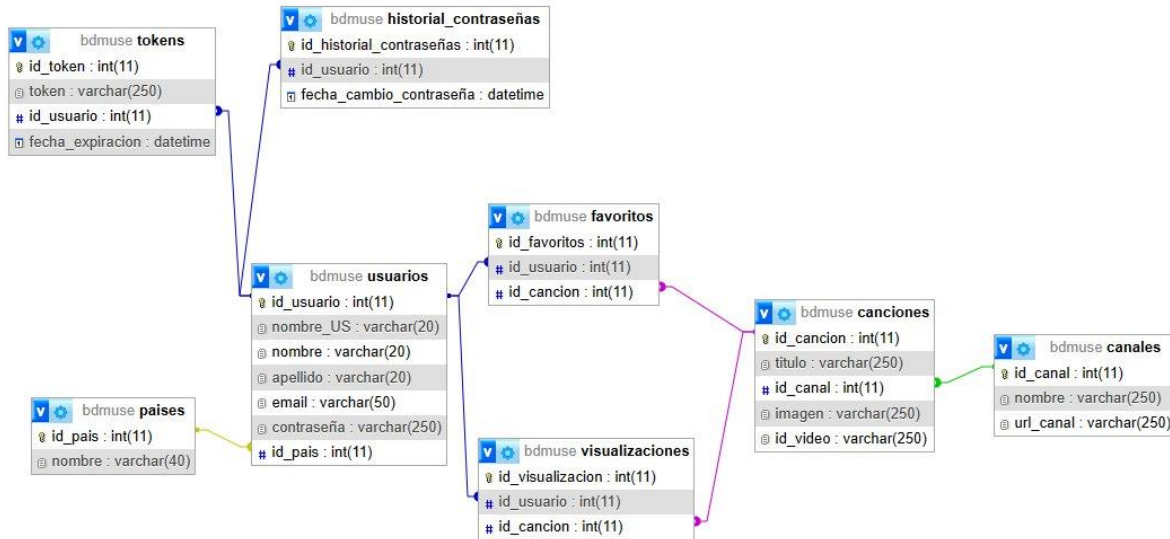 bdmuse tokens
id_token : int(11)
token : varchar(250)
id_usuario : int(11)
fecha_expiracion : datetime
bdmuse historial_contraseñas
id_historial_contraseñas : int(11)
id_usuario : int(11)
fecha_cambio_contraseña : datetime
bdmuse favoritos
id_favoritos : int(11)
id_usuario : int(11)
id_cancion : int(11)
bdmuse usuarios
id_usuario : int(11)
nombre_US : varchar(20)
nombre : varchar(20)
apellido : varchar(20)
email : varchar(50)
contraseña : varchar(250)
id_pais : int(11)
bdmuse canciones
id_cancion : int(11)
titulo : varchar(250)
id_canal : int(11)
imagen : varchar(250)
id_video : varchar(250)
bdmuse canales
id_canal : int(11)
nombre : varchar(250)
url_canal : varchar(250)
bdmuse paises
id_pais : int(11)
nombre : varchar(40)
bdmuse visualizaciones
id_visualizacion : int(11)
id_usuario : int(11)
id_cancion : int(11)